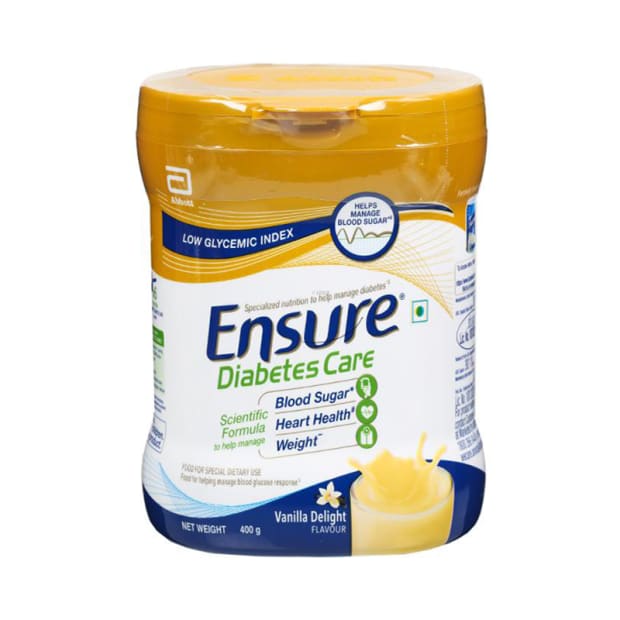 Abbott
LOW GLYCEMIC INDEX
HELPS
MANAGE
BLOOD SUGAR*
Specialized nutrition to help manage diabetes
Ensure®
Diabetes Care
Scientific
Formula
to help manage
Blood Sugar*
Heart Health#
Weight~
FOOD FOR SPECIAL DIETARY USE
Food for helping manage blood glucose response
Vanilla Delight
FLAVOUR
NET WEIGHT 400 g